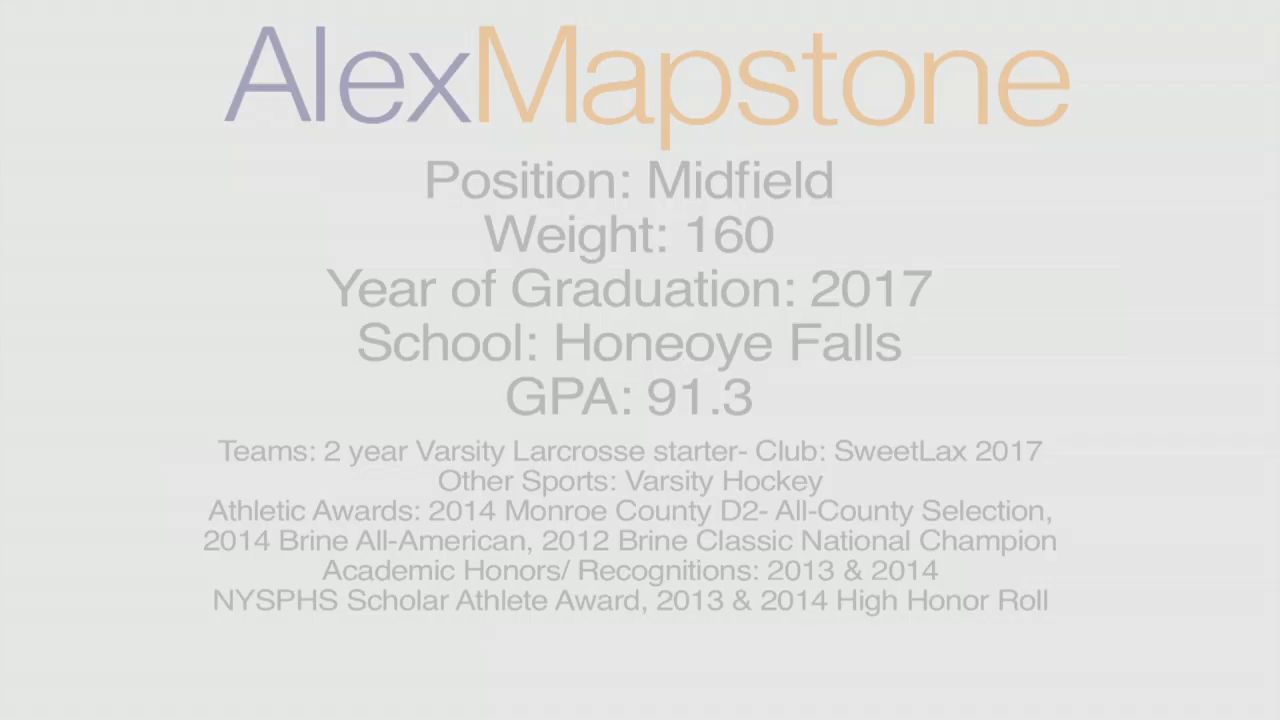 AlexMapstone
Position: Midfield
Weight: 160
Year of Graduation: 2017
School: Honeoye Falls
GPA: 91.3
Teams: 2 year Varsity Larcrosse starter- Club: SweetLax 2017
Other Sports: Varsity Hockey
Athletic Awards: 2014 Monroe County D2- All-County Selection,
2014 Brine All-American, 2012 Brine Classic National Champion
Academic Honors/ Recognitions: 2013 & 2014
NYSPHS Scholar Athlete Award, 2013 & 2014 High Honor Roll